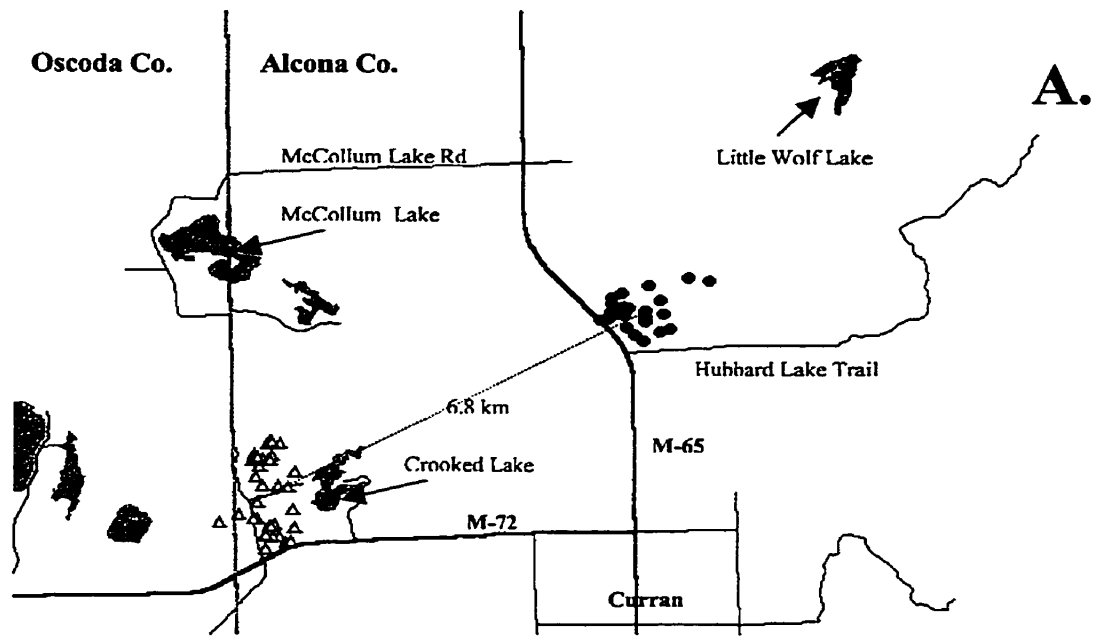 Oscoda Co.
Alcona Co.
A.
McCollum Lake Rd
Little Wolf Lake
McCollum Lake
Hubbard Lake Trail
6.8 km
M-65
Crooked Lake
M-72
Curran